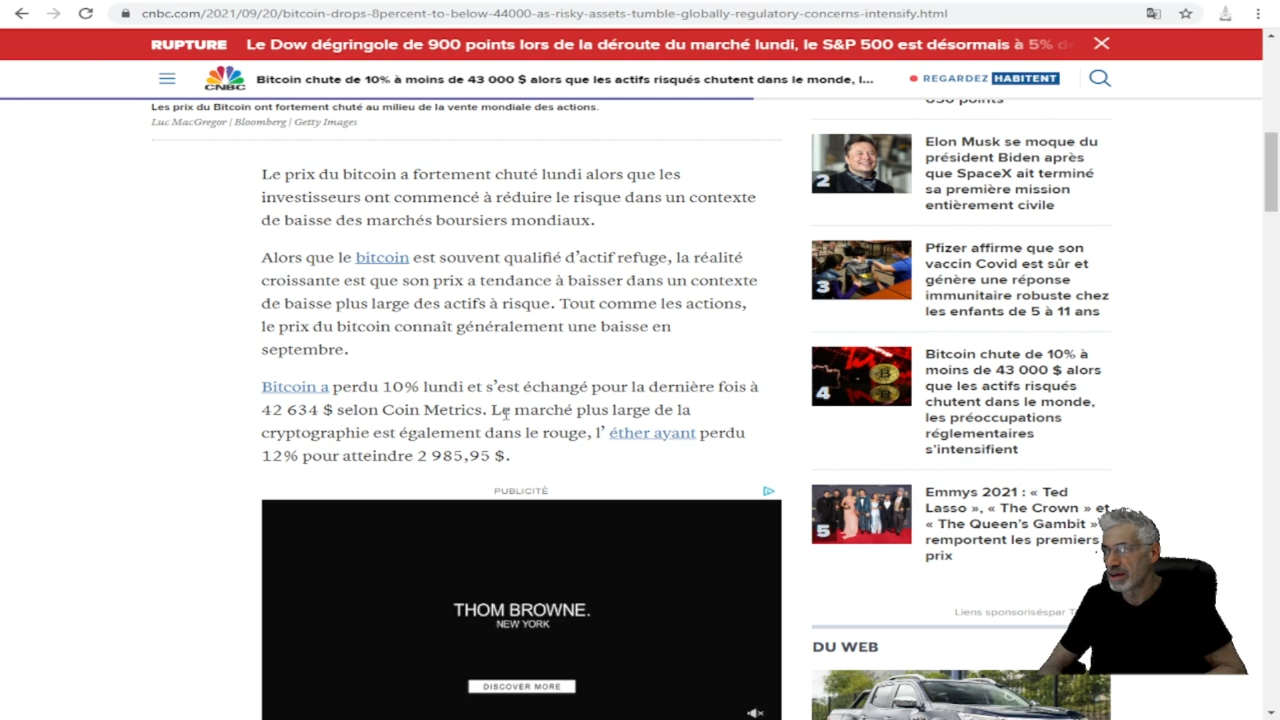 cnbc.com/2021/09/20/bitcoin-drops-8percent-to-below-44000-as-risky-assets-tumble-globally-regulatory-concerns-intensify.html
RUPTURE Le Dow dégringole de 900 points lors de la déroute du marché lundi, le S&P 500 est désormais à 5% de
CNBC
Bitcoin chute de 10% à moins de 43 000 $ alors que les actifs risqués chutent dans le monde, l...
REGARDEZ HABITENT
Les prix du Bitcoin ont fortement chuté au milieu de la vente mondiale des actions.
Luc MacGregor | Bloomberg | Getty Images
Le prix du bitcoin a fortement chuté lundi alors que les
investisseurs ont commencé à réduire le risque dans un contexte
de baisse des marchés boursiers mondiaux.
Alors que le bitcoin est souvent qualifié d'actif refuge, la réalité
croissante est que son prix a tendance à baisser dans un contexte
de baisse plus large des actifs à risque. Tout comme les actions,
le prix du bitcoin connaît généralement une baisse en
septembre.
Bitcoin a perdu 10% lundi et s'est échangé pour la dernière fois à
42 634 $ selon Coin Metrics. Le marché plus large de la
cryptographie est également dans le rouge, l' éther ayant perdu
12% pour atteindre 2 985,95 $.
PUBLICITÉ
THOM BROWNE.
NEW YORK
DISCOVER MORE
points
2
Elon Musk se moque du
président Biden après
que SpaceX ait terminé
sa première mission
entièrement civile
3
Pfizer affirme que son
vaccin Covid est sûr et
génère une réponse
immunitaire robuste chez
les enfants de 5 à 11 ans
4
Bitcoin chute de 10% à
moins de 43 000 $ alors
que les actifs risqués
chutent dans le monde,
les préoccupations
réglementaires
s'intensifient
5
Emmys 2021 : « Ted
Lasso », « The Crown » et
« The Queen's Gambit »
remportent les premiers
prix
Liens sponsoriséspar
DU WEB